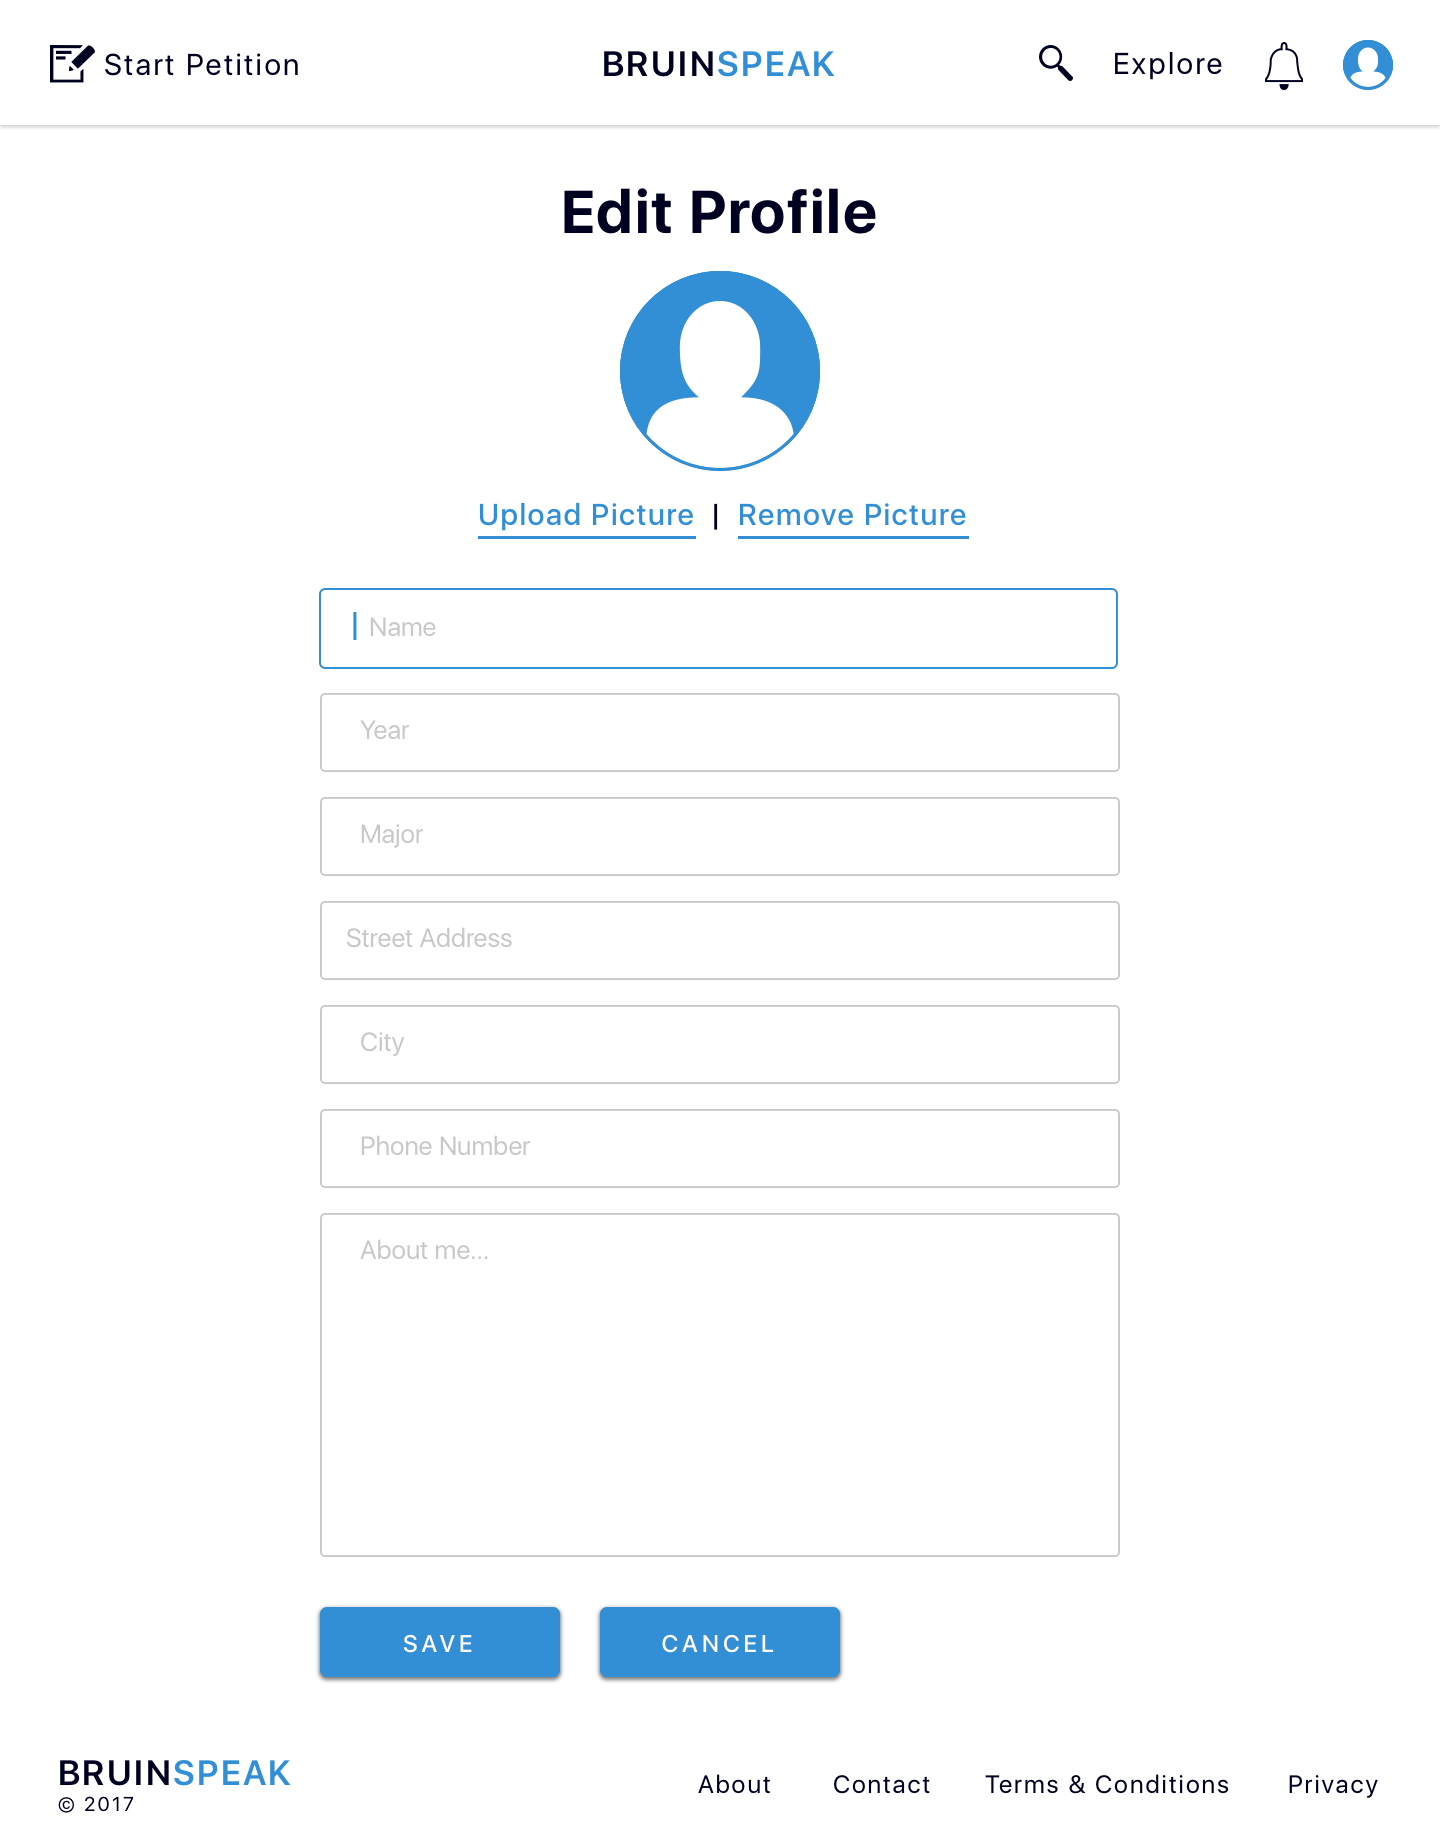 Start Petition
BRUINSPEAK
Explore
Edit Profile
Upload Picture | Remove Picture
Name
Year
Major
Street Address
City
Phone Number
About me...
SAVE
CANCEL
BRUINSPEAK
© 2017
About
Contact
Terms & Conditions
Privacy